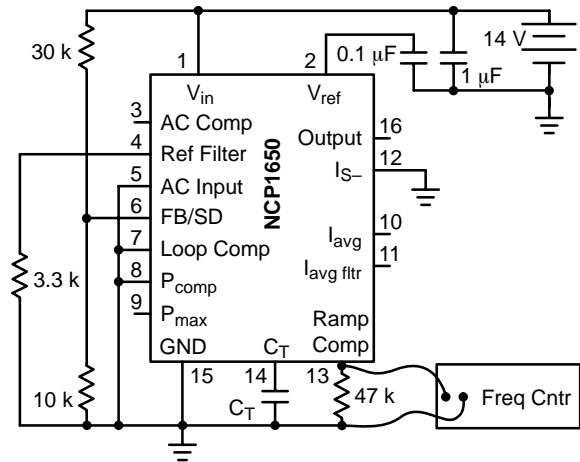 30 k
14 V
1
2
0.1 μF
1 μF
Vin
Vref
3
AC Comp
Output
16
4
Ref Filter
NCP1650
IS–
12
5
AC Input
6
FB/SD
7
Loop Comp
Iavg
10
3.3 k
8
Pcomp
Iavg fltr
11
9
Pmax
Ramp
Comp
GND
CT
15
14
13
10 k
CT
47 k
Freq Cntr